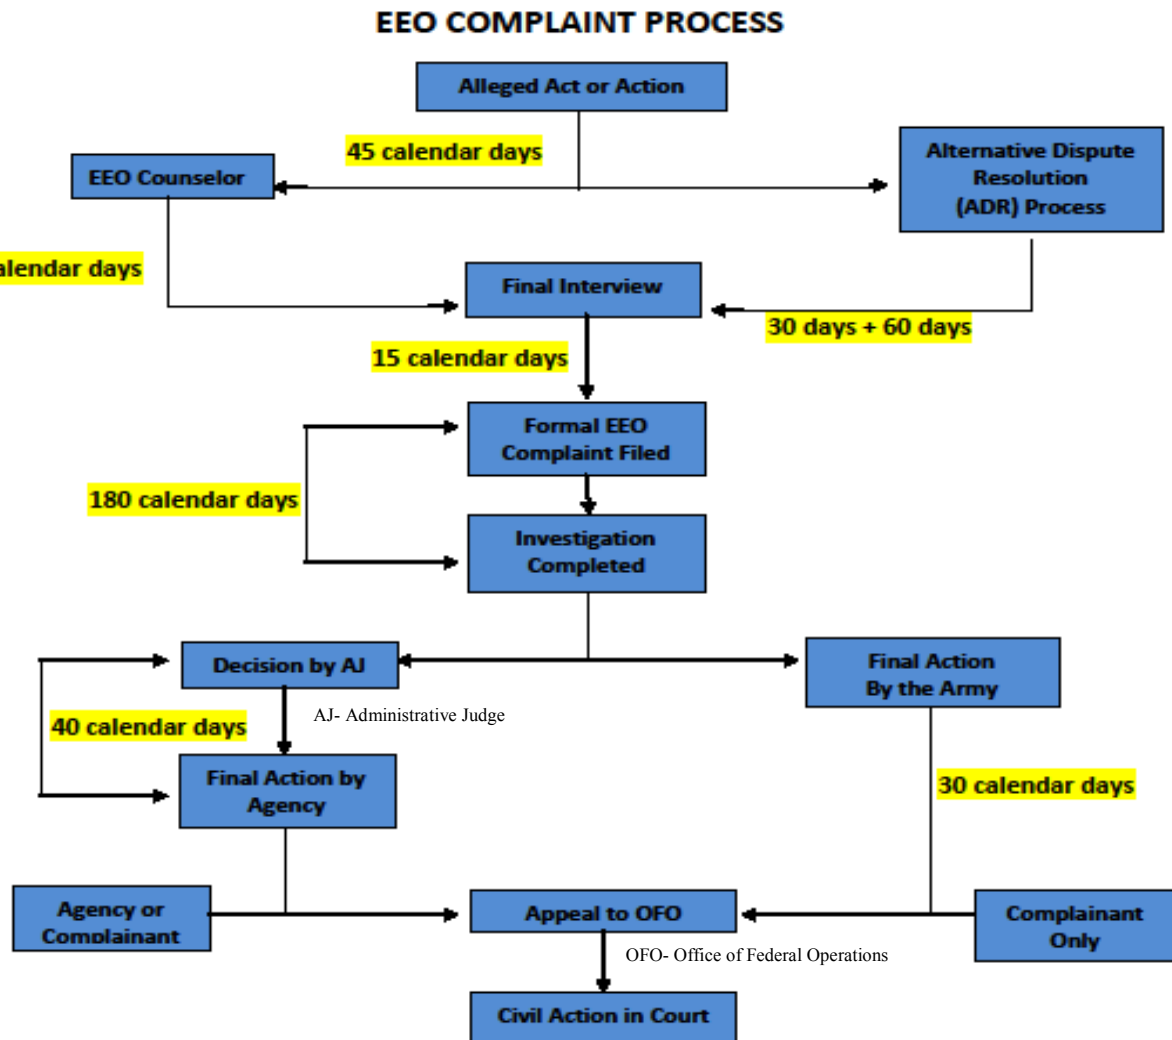 EEO COMPLAINT PROCESS
Alleged Act or Action
45 calendar days
EEO Counselor
Alternative Dispute
Resolution
(ADR) Process
calendar days
Final Interview
30 days + 60 days
15 calendar days
Formal EEO
Complaint Filed
180 calendar days
Investigation
Completed
Decision by AJ
Final Action
By the Army
AJ- Administrative Judge
40 calendar days
Final Action by
Agency
30 calendar days
Agency or
Complainant
Appeal to OFO
Complainant
Only
OFO- Office of Federal Operations
Civil Action in Court